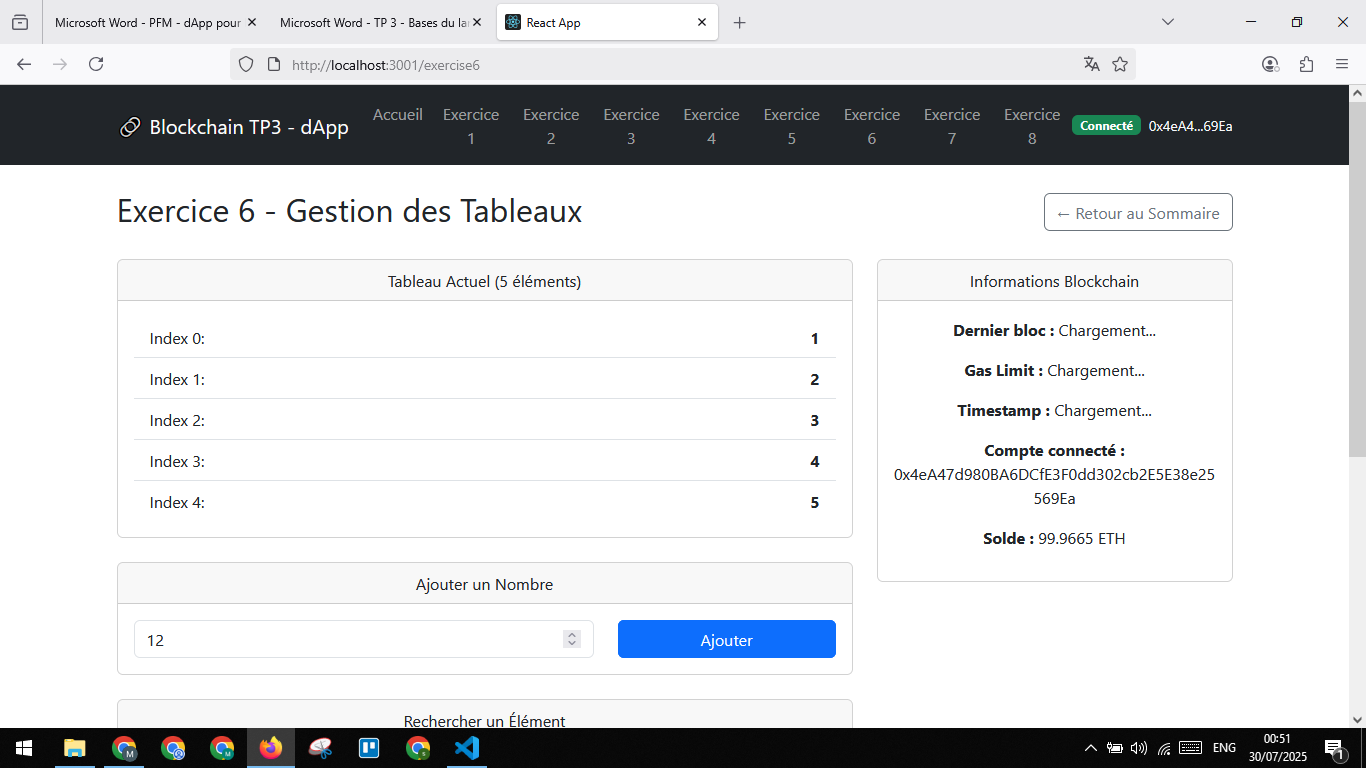 Microsoft Word - PFM - dApp pour
Microsoft Word - TP 3 - Bases du la
React App
http://localhost:3001/exercise6
Blockchain TP3 - dApp
Accueil
Exercice 1
Exercice 2
Exercice 3
Exercice 4
Exercice 5
Exercice 6
Exercice 7
Exercice 8
Connecté
0x4eA4...69Ea
Exercice 6 - Gestion des Tableaux
← Retour au Sommaire
Tableau Actuel (5 éléments)
Index 0: 1
Index 1: 2
Index 2: 3
Index 3: 4
Index 4: 5
Ajouter un Nombre
12
Ajouter
Rechercher un Élément
Informations Blockchain
Dernier bloc : Chargement...
Gas Limit : Chargement...
Timestamp : Chargement...
Compte connecté :
0x4eA47d980BA6DCfE3F0dd302cb2E5E38e25
569Ea
Solde : 99.9665 ETH
ENG
00:51
30/07/2025
1